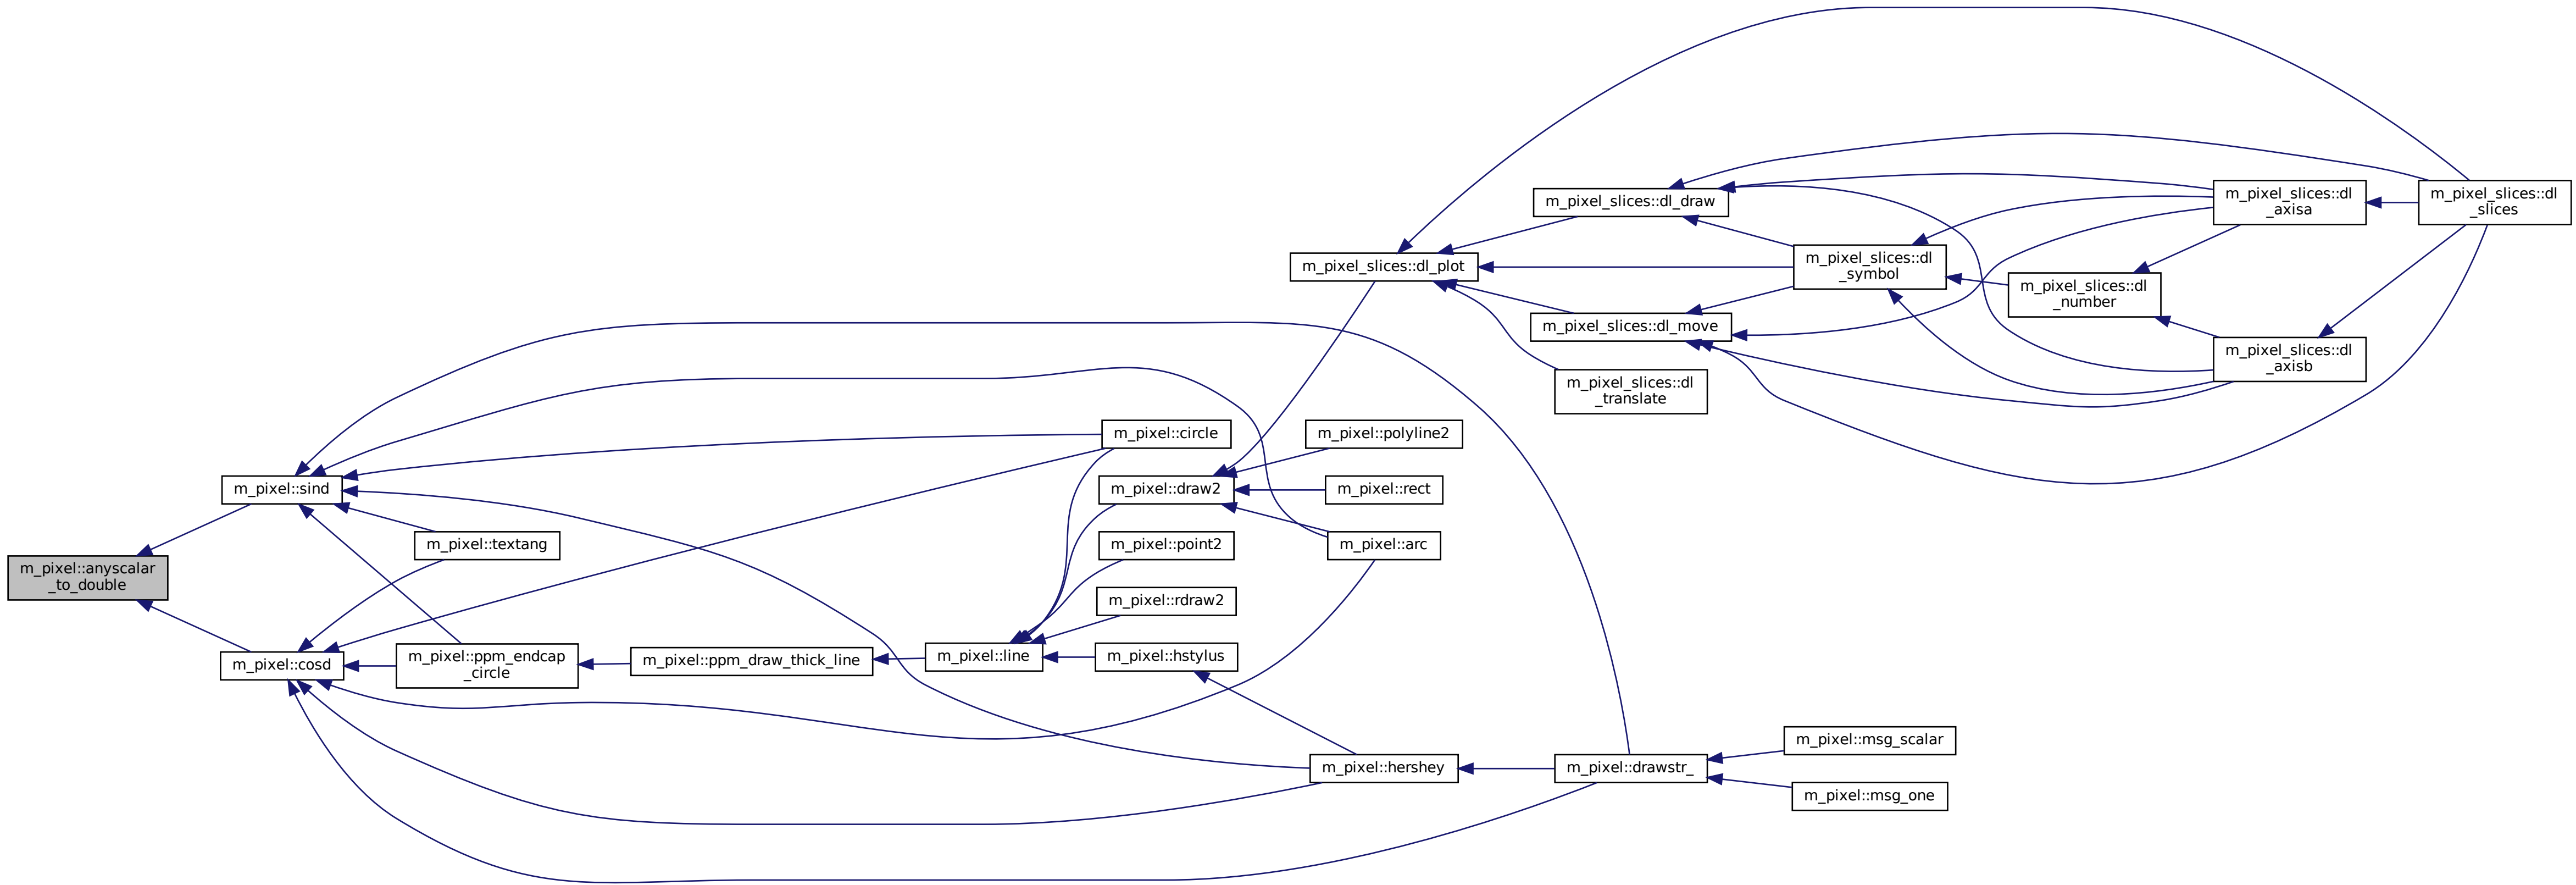 m_pixel::anyscalar
_to_double
m_pixel::sind
m_pixel::cosd
m_pixel::textang
m_pixel::ppm_endcap
_circle
m_pixel::ppm_draw_thick_line
m_pixel::line
m_pixel::circle
m_pixel::draw2
m_pixel::point2
m_pixel::rdraw2
m_pixel::hstylus
m_pixel_slices::dl_plot
m_pixel::polyline2
m_pixel::rect
m_pixel::arc
m_pixel::hershey
m_pixel_slices::dl_draw
m_pixel_slices::dl_move
m_pixel_slices::dl
_translate
m_pixel::drawstr_
m_pixel_slices::dl
_symbol
m_pixel::msg_scalar
m_pixel::msg_one
m_pixel_slices::dl
_number
m_pixel_slices::dl
_axisa
m_pixel_slices::dl
_axisb
m_pixel_slices::dl
_slices